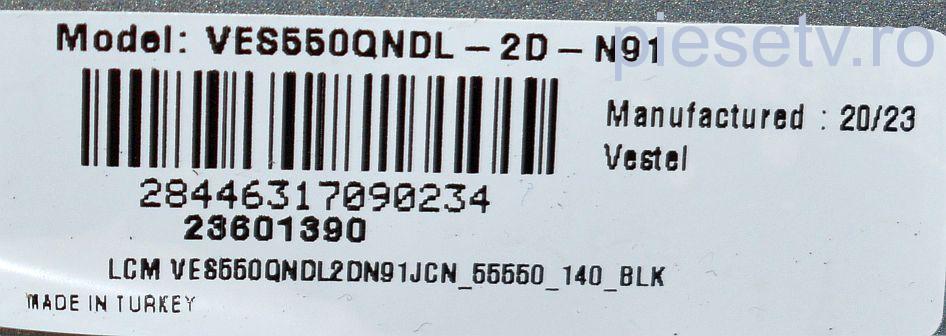 Model: VES550QNDL - 2D - N91
piesetv.ro
Manufactured : 20/23
Vestel
28446317090234
23601390
LCM VES550QNDL2DN91JCN_55550_140_BLK
MADE IN TURKEY